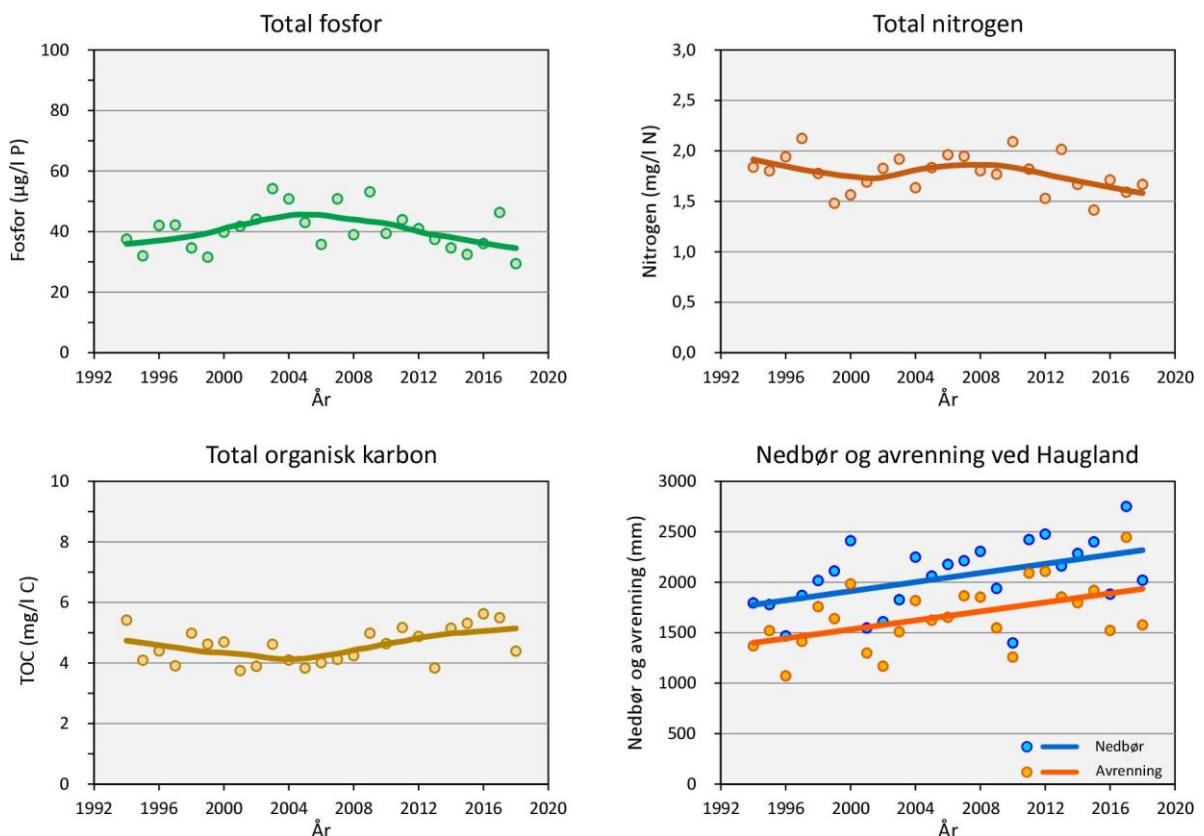 Total fosfor
100
80
60
40
20
0
Fosfor (µg/l P)
1992 1996 2000 2004 2008 2012 2016 2020
År
Total nitrogen
3,0
2,5
2,0
1,5
1,0
0,5
0,0
Nitrogen (mg/l N)
1992 1996 2000 2004 2008 2012 2016 2020
År
Total organisk karbon
10
8
6
4
2
0
TOC (mg/l C)
1992 1996 2000 2004 2008 2012 2016 2020
År
Nedbør og avrenning ved Haugland
3000
2500
2000
1500
1000
500
0
Nedbør og avrenning (mm)
Nedbør
Avrenning
1992 1996 2000 2004 2008 2012 2016 2020
År